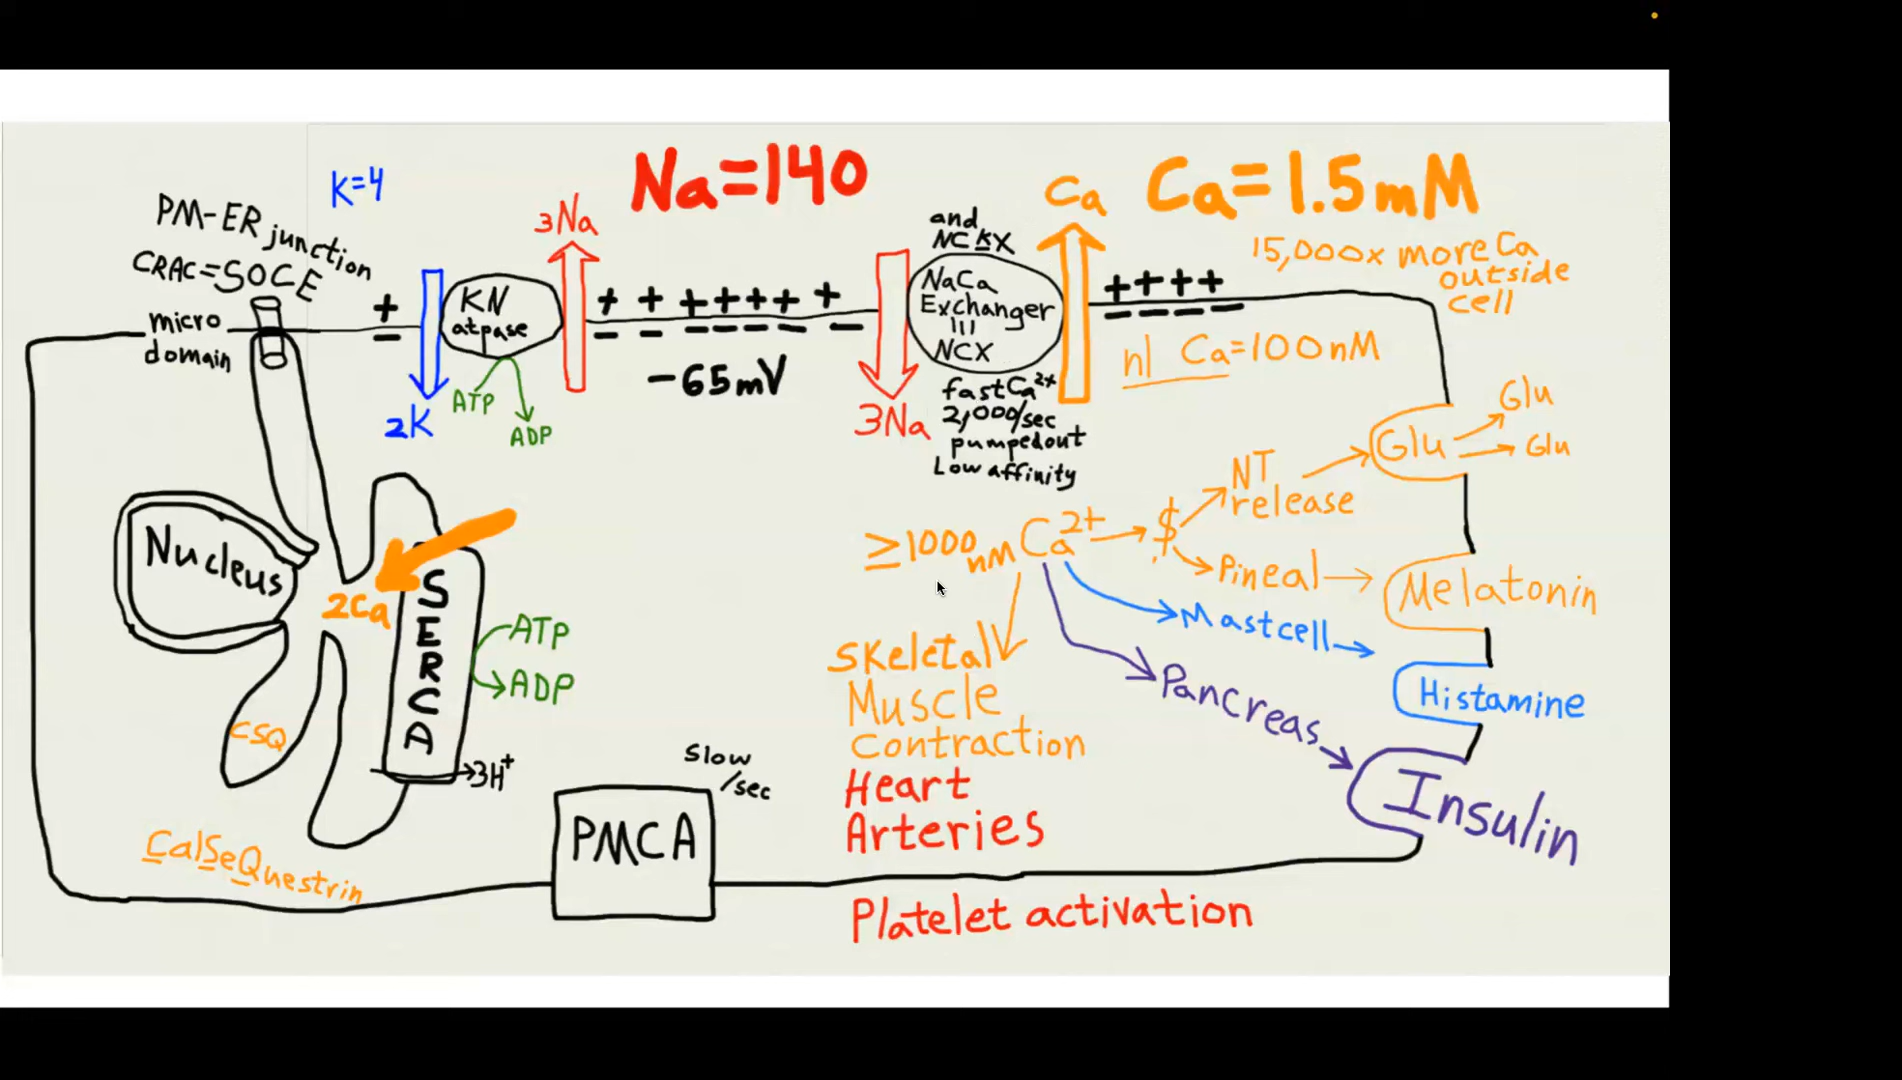 K=4
Na=140
Ca
Ca=1.5mM
15,000x more Ca
outside
cell
PM-ER junction
CRAC=SOCE
micro
domain
+
-
KN
atpase
3Na
2K
ATP
ADP
+ + + + + + +
- - - - - - -
-65mV
and
NCKX
NaCa
Exchanger
NCX
3Na
fast Ca2+
2,000/sec
pumped out
Low affinity
+ + + +
- - - -
nl Ca=100nM
Nucleus
2Ca
SERCA
ATP
ADP
3H+
CSQ
CalSeQuestrin
PMCA
Slow
/sec
≥1000 nM Ca2+
$
NT
release
Glu
Glu
Glu
Pineal
Melatonin
Mast cell
Histamine
Pancreas
Insulin
Skeletal
Muscle
Contraction
Heart
Arteries
Platelet activation